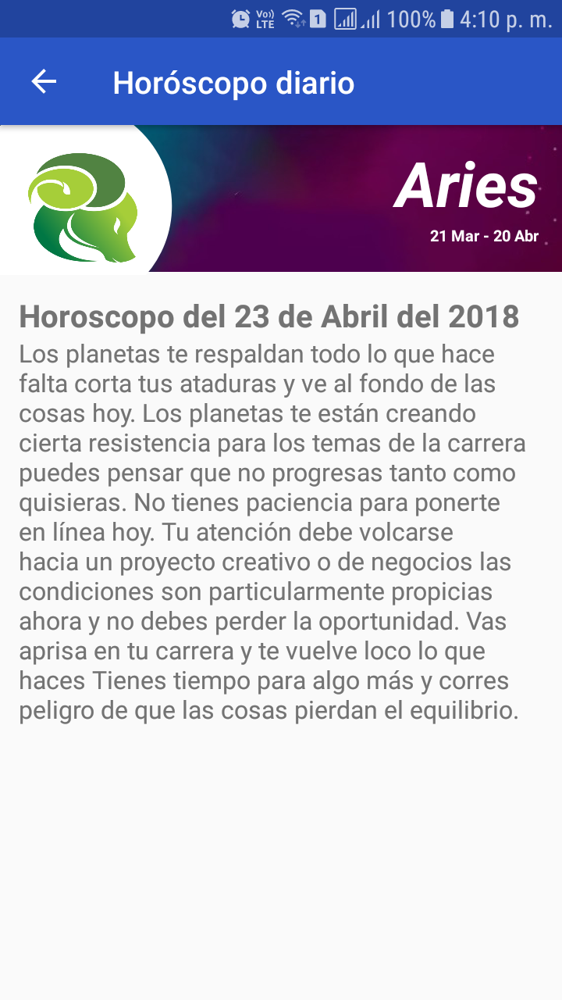 Vo)) LTE 1 100% 4:10 p. m.
Horóscopo diario
Aries
21 Mar - 20 Abr
Horoscopo del 23 de Abril del 2018
Los planetas te respaldan todo lo que hace
falta corta tus ataduras y ve al fondo de las
cosas hoy. Los planetas te están creando
cierta resistencia para los temas de la carrera
puedes pensar que no progresas tanto como
quisieras. No tienes paciencia para ponerte
en línea hoy. Tu atención debe volcarse
hacia un proyecto creativo o de negocios las
condiciones son particularmente propicias
ahora y no debes perder la oportunidad. Vas
aprisa en tu carrera y te vuelve loco lo que
haces Tienes tiempo para algo más y corres
peligro de que las cosas pierdan el equilibrio.